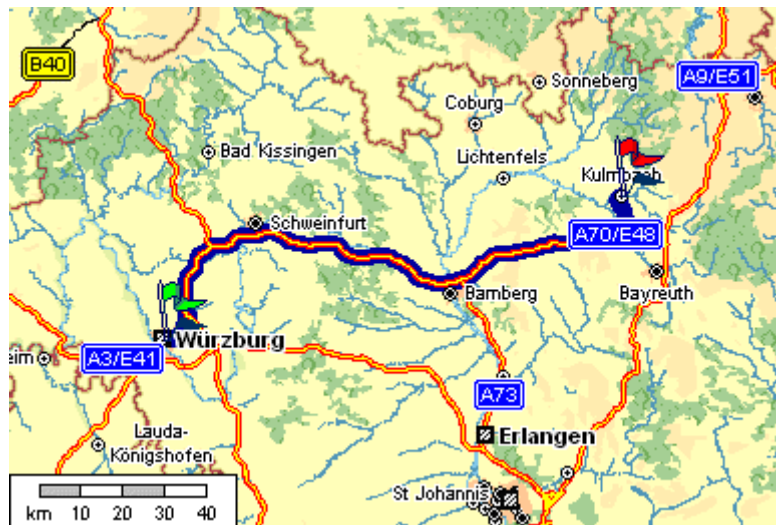 B40
A9/E51
Sonneberg
Coburg
Bad Kissingen
Lichtenfels
Kulmbach
Schweinfurt
A70/E48
Bamberg
Bayreuth
Würzburg
eim
A3/E41
A73
Lauda-
Königshofen
Erlangen
St Johannis
km 10 20 30 40